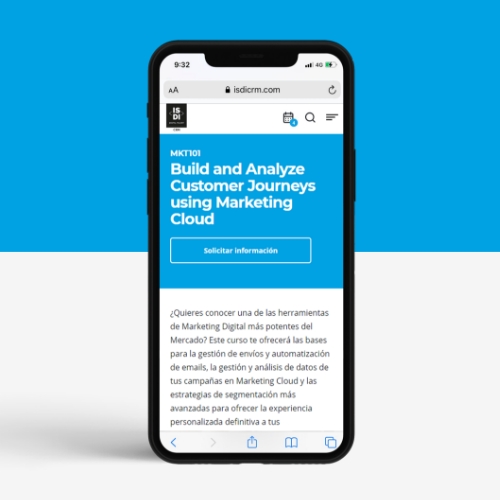 9:32
4G
AA
isdicrm.com
IS
DI
CRM
MKT101
Build and Analyze
Customer Journeys
using Marketing
Cloud
Solicitar información
¿Quieres conocer una de las herramientas
de Marketing Digital más potentes del
Mercado? Este curso te ofrecerá las bases
para la gestión de envíos y automatización
de emails, la gestión y análisis de datos de
tus campañas en Marketing Cloud y las
estrategias de segmentación más
avanzadas para ofrecer la experiencia
personalizada definitiva a tus